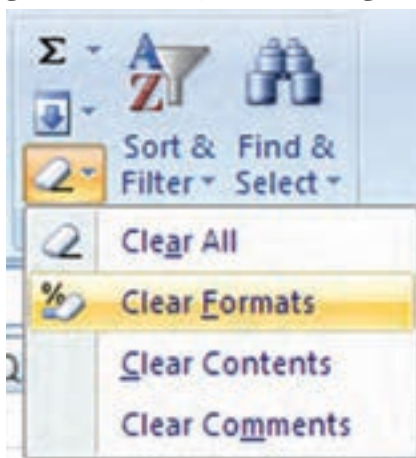 Σ
A
Z
Sort & Filter
Find & Select
Clear All
% Clear Formats
Clear Contents
Clear Comments